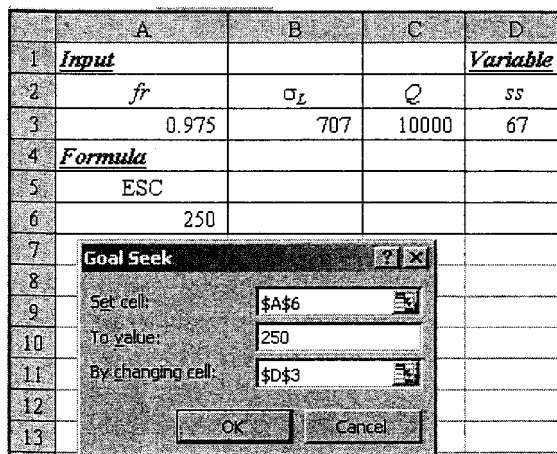 A B C D
1 Input Variable
2 fr σL Q ss
3 0.975 707 10000 67
4 Formula
5 ESC
6 250
7
8
9
10
11
12
13
Goal Seek
Set cell: $A$6
To value: 250
By changing cell: $D$3
OK Cancel